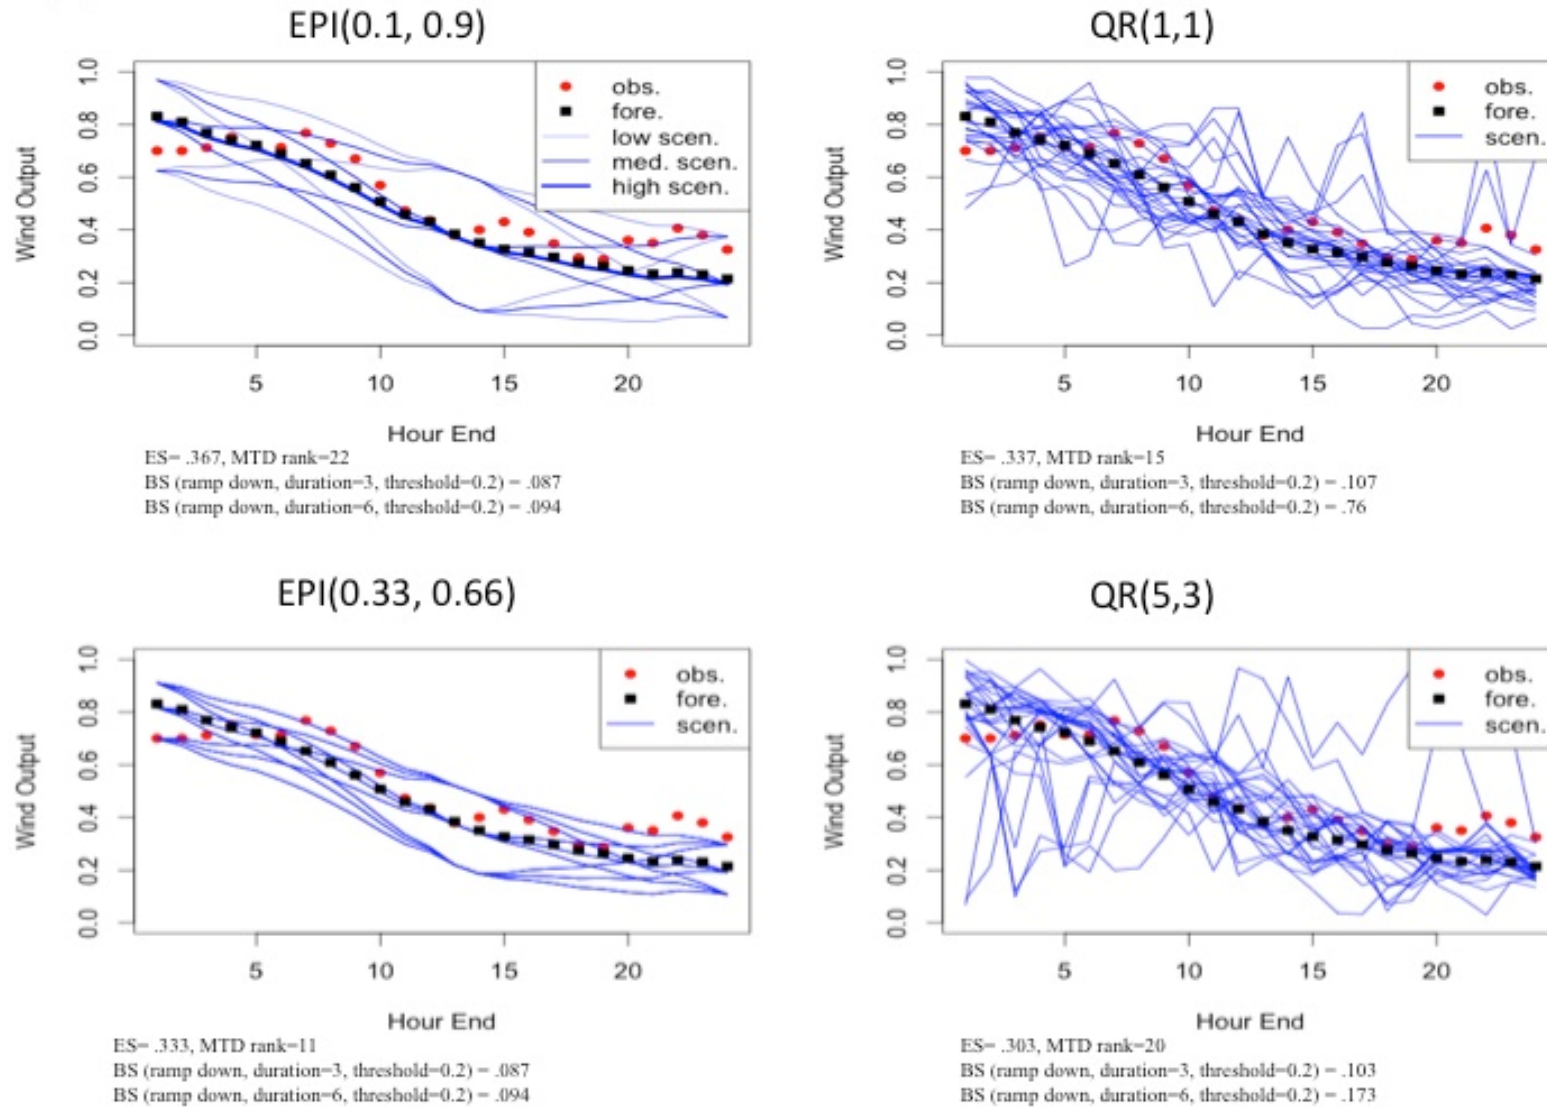 EPI(0.1, 0.9)
Wind Output
1.0
0.8
0.6
0.4
0.2
0.0
obs.
fore.
low scen.
med. scen.
high scen.
5 10 15 20
Hour End
ES= .367, MTD rank=22
BS (ramp down, duration=3, threshold=0.2) = .087
BS (ramp down, duration=6, threshold=0.2) = .094
QR(1,1)
Wind Output
1.0
0.8
0.6
0.4
0.2
0.0
obs.
fore.
scen.
5 10 15 20
Hour End
ES= .337, MTD rank=15
BS (ramp down, duration=3, threshold=0.2) = .107
BS (ramp down, duration=6, threshold=0.2) = .76
EPI(0.33, 0.66)
Wind Output
1.0
0.8
0.6
0.4
0.2
0.0
obs.
fore.
scen.
5 10 15 20
Hour End
ES= .333, MTD rank=11
BS (ramp down, duration=3, threshold=0.2) = .087
BS (ramp down, duration=6, threshold=0.2) = .094
QR(5,3)
Wind Output
1.0
0.8
0.6
0.4
0.2
0.0
obs.
fore.
scen.
5 10 15 20
Hour End
ES= .303, MTD rank=20
BS (ramp down, duration=3, threshold=0.2) = .103
BS (ramp down, duration=6, threshold=0.2) = .173